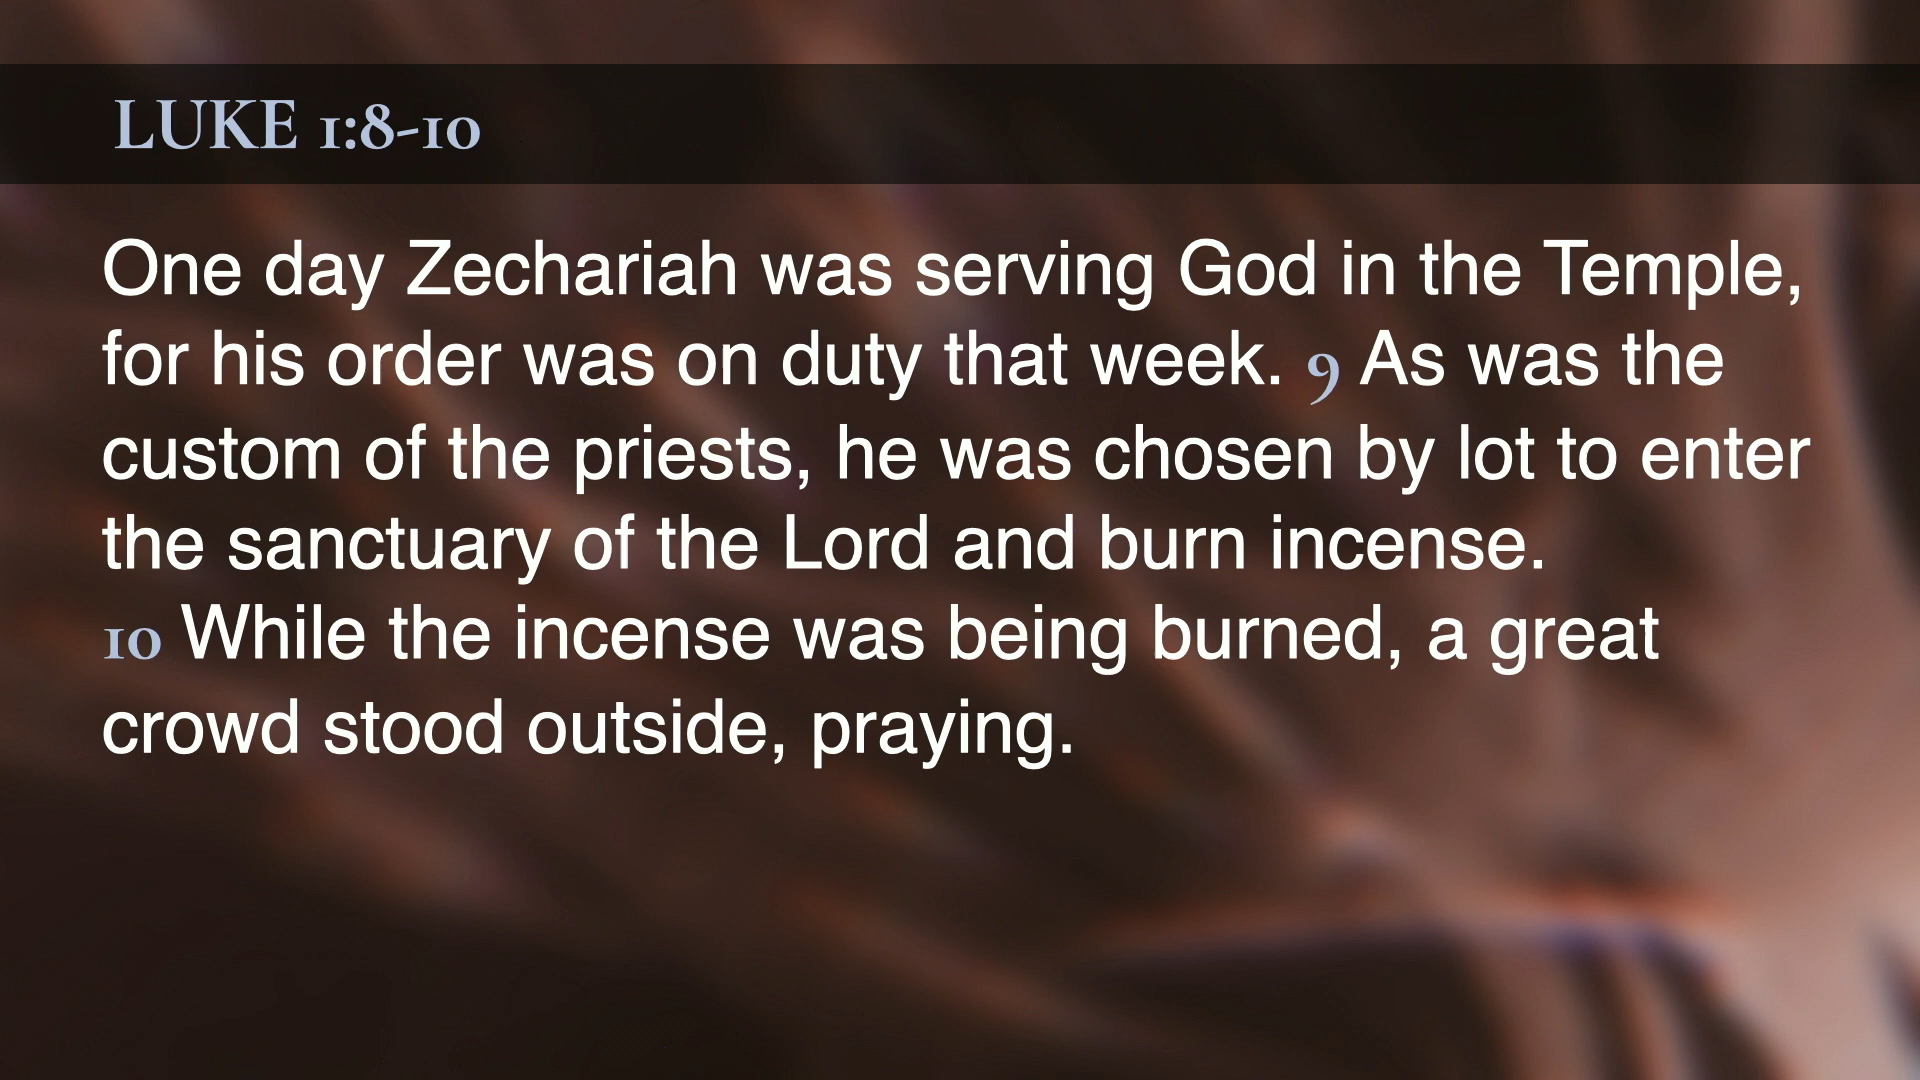 LUKE 1:8-10
One day Zechariah was serving God in the Temple,
for his order was on duty that week. 9 As was the
custom of the priests, he was chosen by lot to enter
the sanctuary of the Lord and burn incense.
10 While the incense was being burned, a great
crowd stood outside, praying.